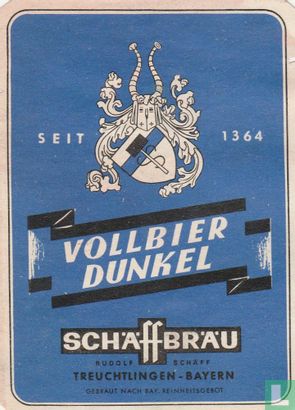 SEIT 1364
VOLLBIER
DUNKEL
SCHÄFFBRÄU
RUDOLF SCHÄFF
TREUCHTLINGEN - BAYERN
GEBRAUT NACH BAY. REINHEITSGEBOT